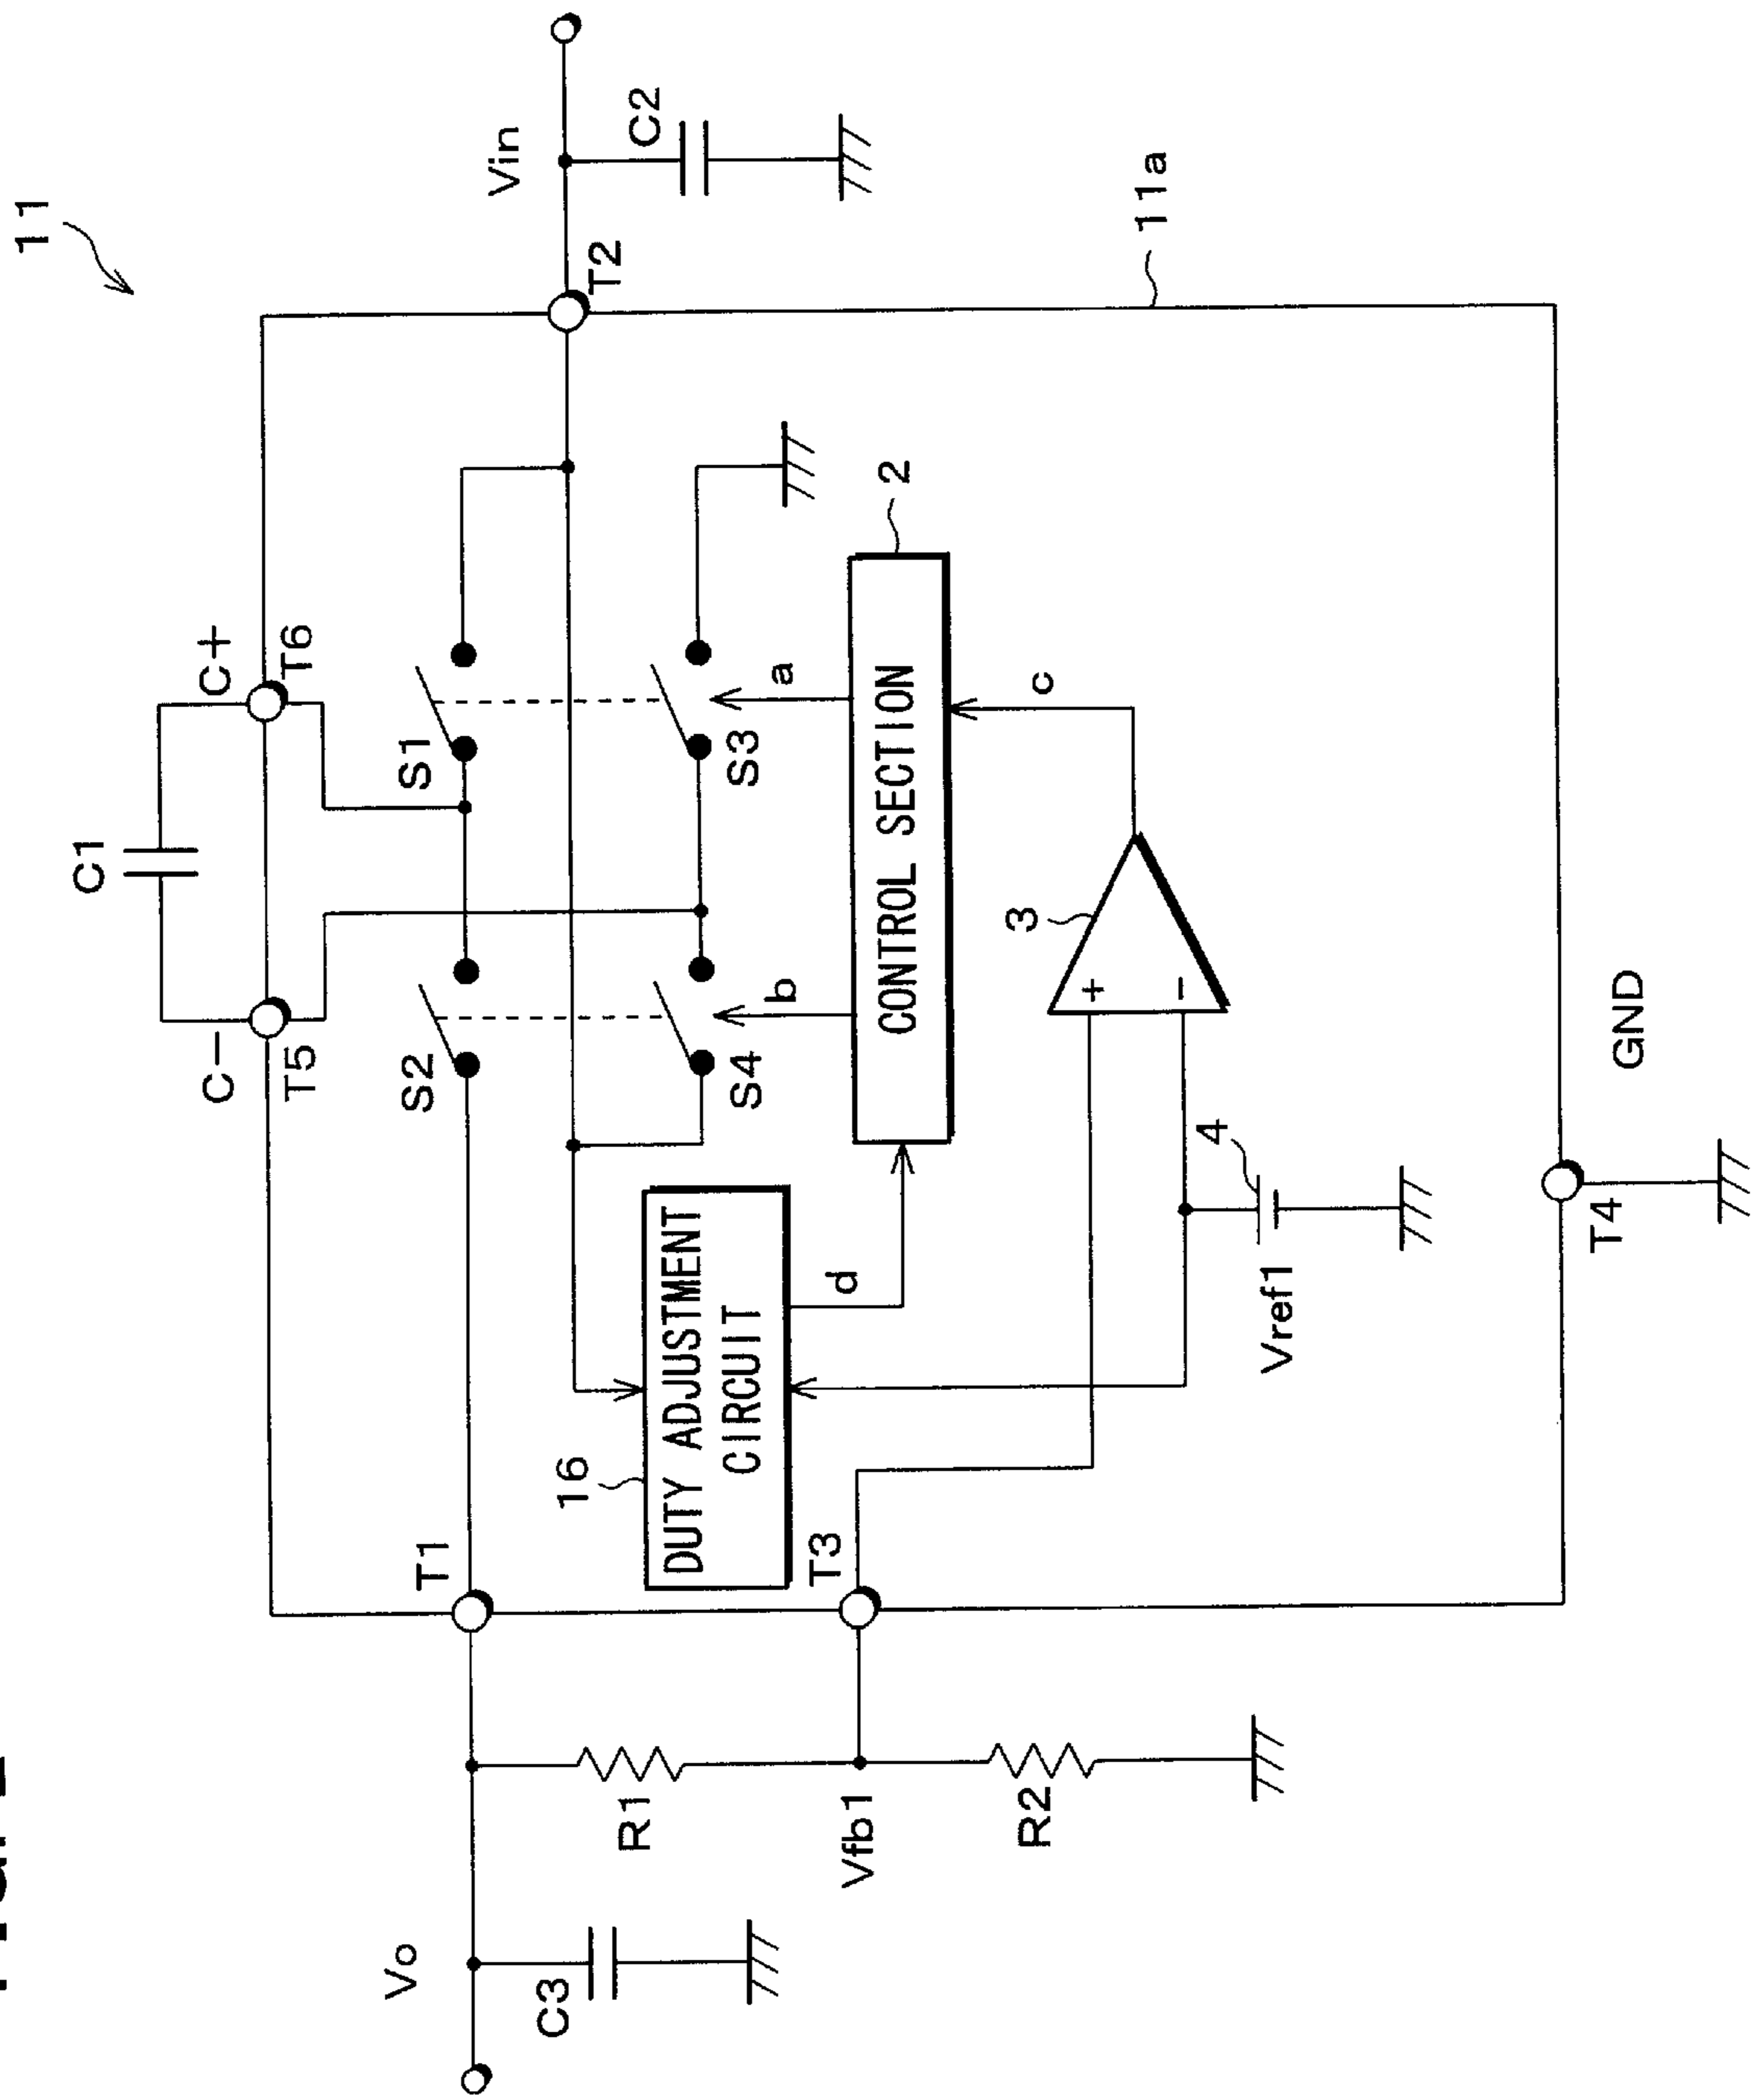 11
Vin
C2
T2
11a
C1
C+
T6
C−
T5
S1
S3
S2
S4
a
b
2
CONTROL SECTION
c
3
+
−
16
DUTY ADJUSTMENT
CIRCUIT
d
4
Vref1
T1
T3
T4
GND
R1
Vfb1
R2
Vo
C3